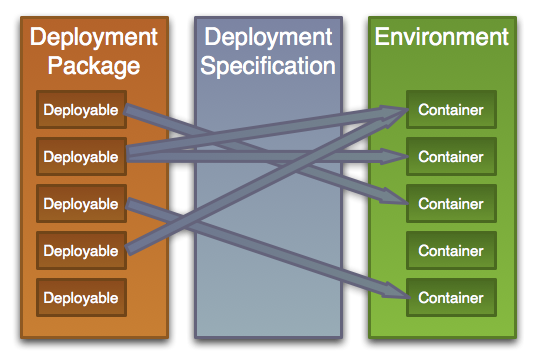 Deployment
Package
Deployable
Deployable
Deployable
Deployable
Deployable
Deployment
Specification
Environment
Container
Container
Container
Container
Container